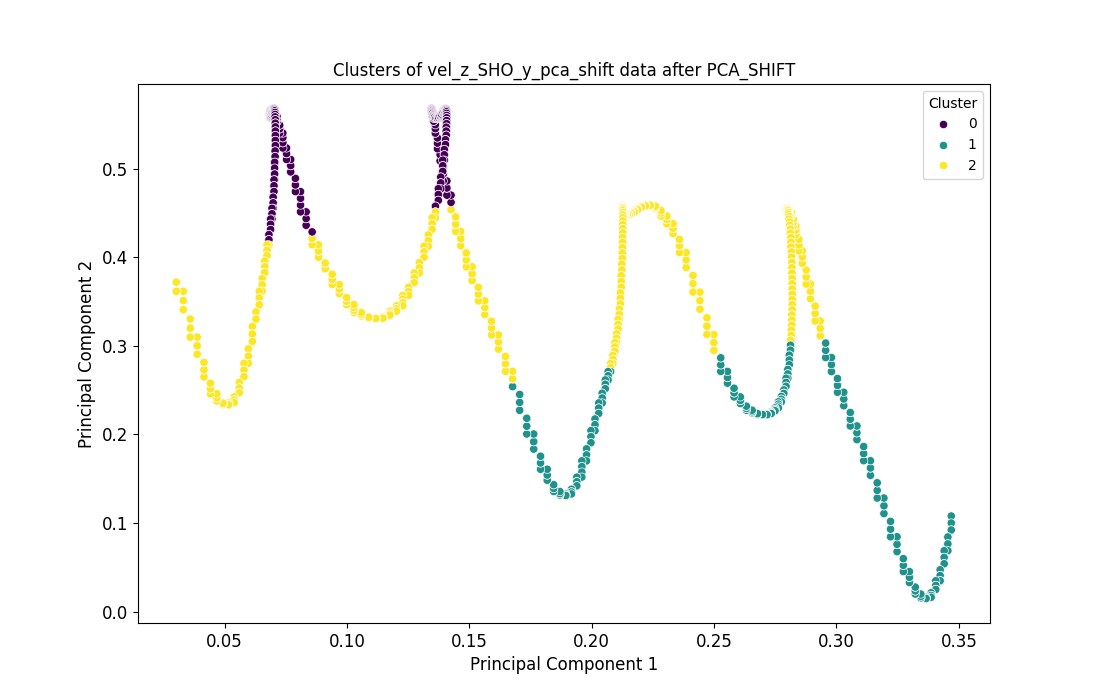 Clusters of vel_z_SHO_y_pca_shift data after PCA_SHIFT
Cluster
0
1
2
Principal Component 2
0.5
0.4
0.3
0.2
0.1
0.0
0.05 0.10 0.15 0.20 0.25 0.30 0.35
Principal Component 1